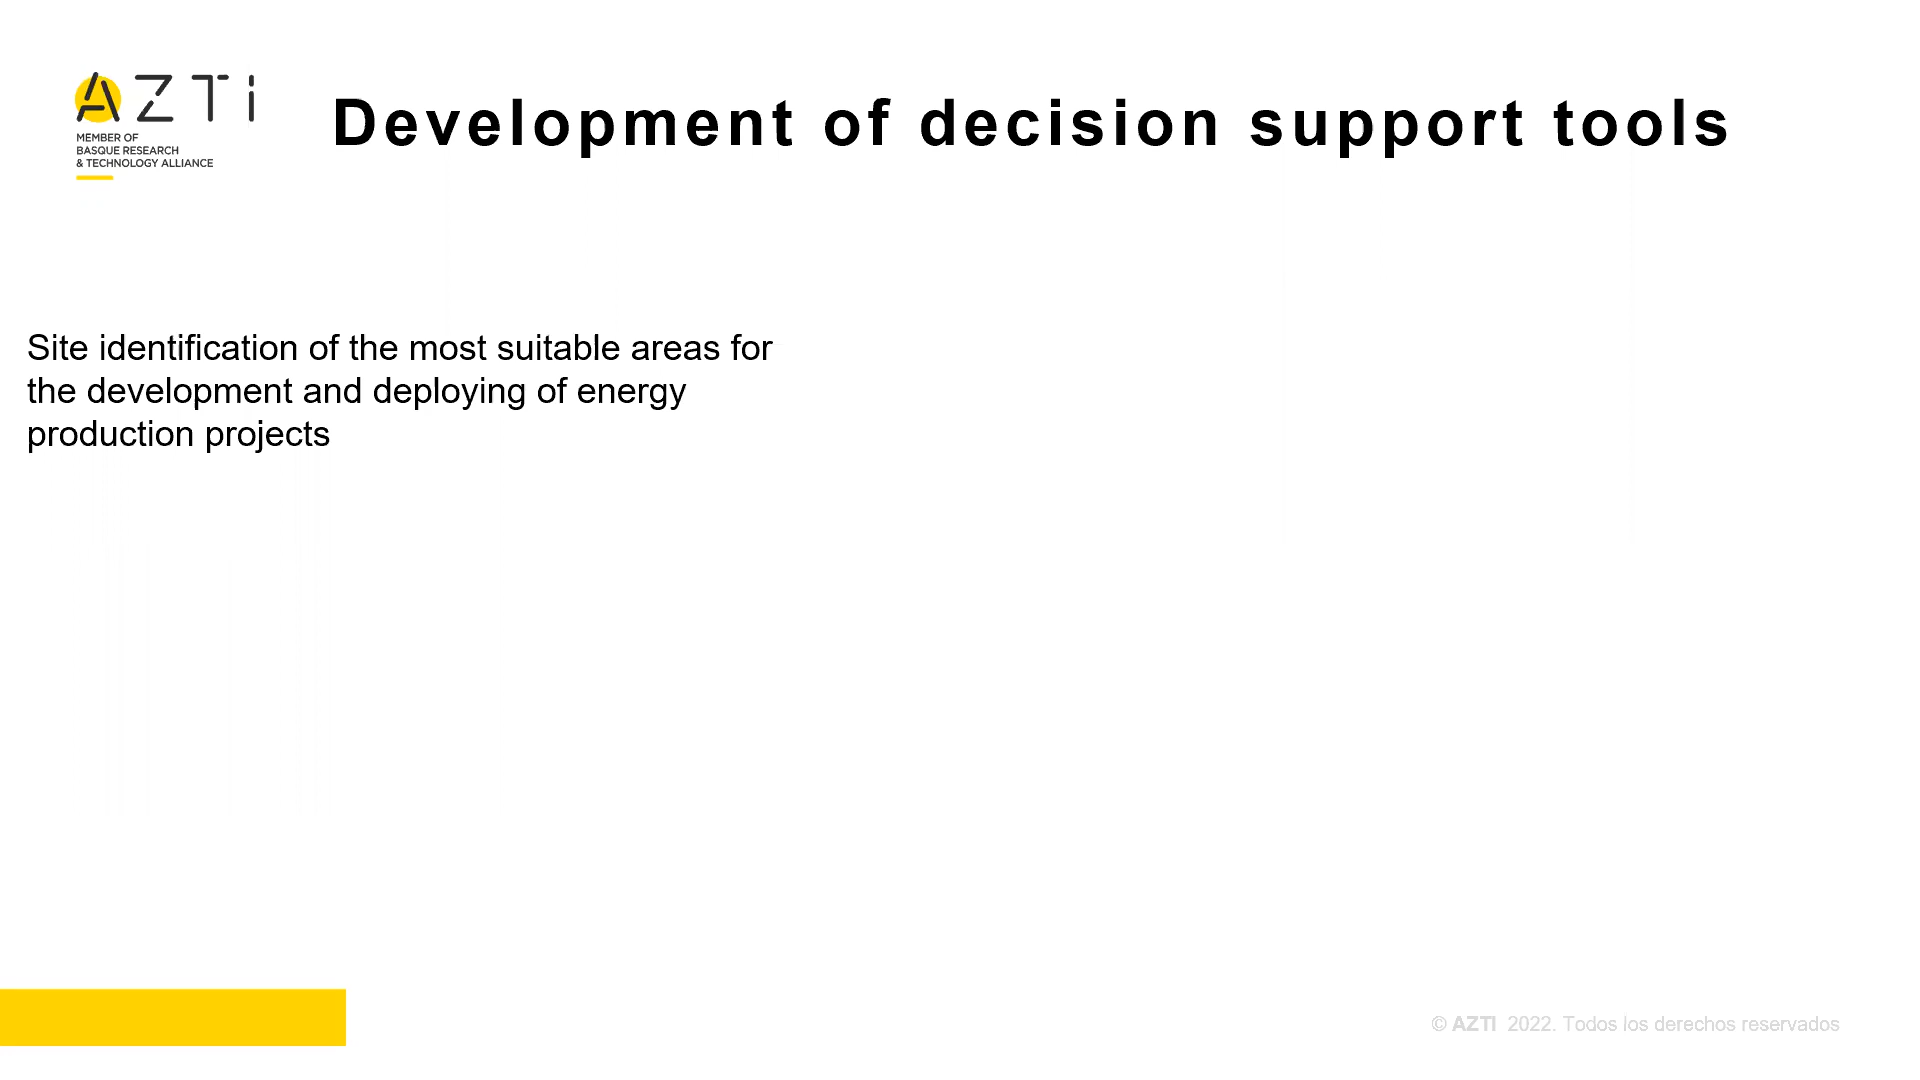 AZTi
MEMBER OF
BASQUE RESEARCH
& TECHNOLOGY ALLIANCE
Development of decision support tools
Site identification of the most suitable areas for
the development and deploying of energy
production projects
© AZTI 2022. Todos los derechos reservados